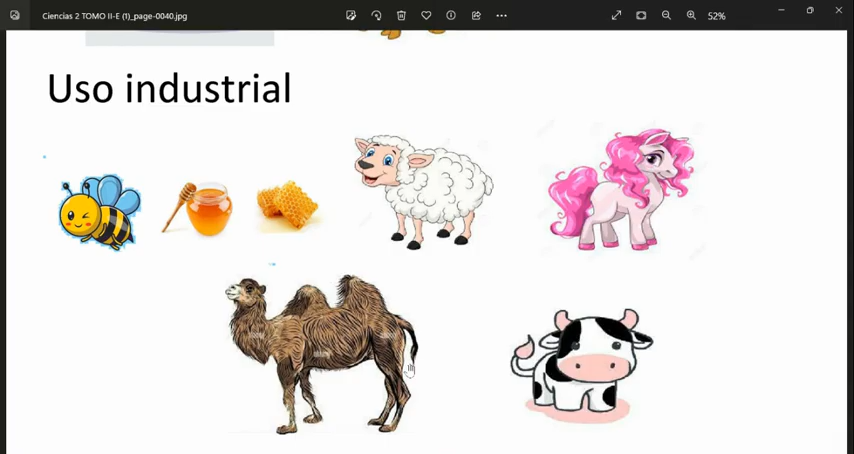 Ciencias 2 TOMO II-E (1)_page-0040.jpg
52%
Uso industrial